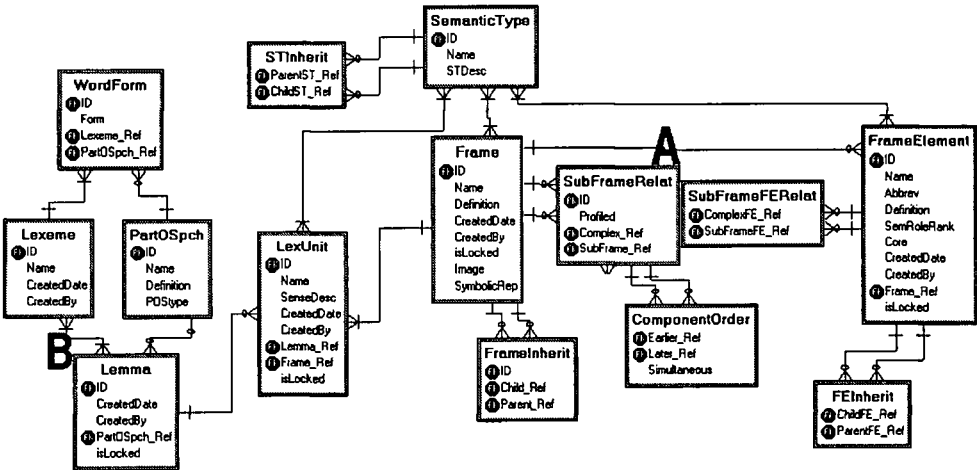 SemanticType
ID
Name
STDesc
STInherit
ParentST_Ref
ChildST_Ref
WordForm
ID
Form
Lexeme_Ref
PartOSpch_Ref
A
Frame
ID
Name
Definition
CreatedDate
CreatedBy
isLocked
Image
SymbolicRep
SubFrameRelat
ID
Profiled
Complex_Ref
SubFrame_Ref
SubFrameFERelat
ComplexFE_Ref
SubFrameFE_Ref
FrameElement
ID
Name
Abbrev
Definition
SemRoleRank
Core
CreatedDate
CreatedBy
Frame_Ref
isLocked
Lexeme
ID
Name
CreatedDate
CreatedBy
PartOSpch
ID
Name
Definition
POStype
LexUnit
ID
Name
SenseDesc
CreatedDate
CreatedBy
Lemma_Ref
Frame_Ref
isLocked
B
Lemma
ID
CreatedDate
CreatedBy
PartOSpch_Ref
isLocked
FrameInherit
ID
Child_Ref
Parent_Ref
ComponentOrder
Earlier_Ref
Later_Ref
Simultaneous
FEInherit
ChildFE_Ref
ParentFE_Ref